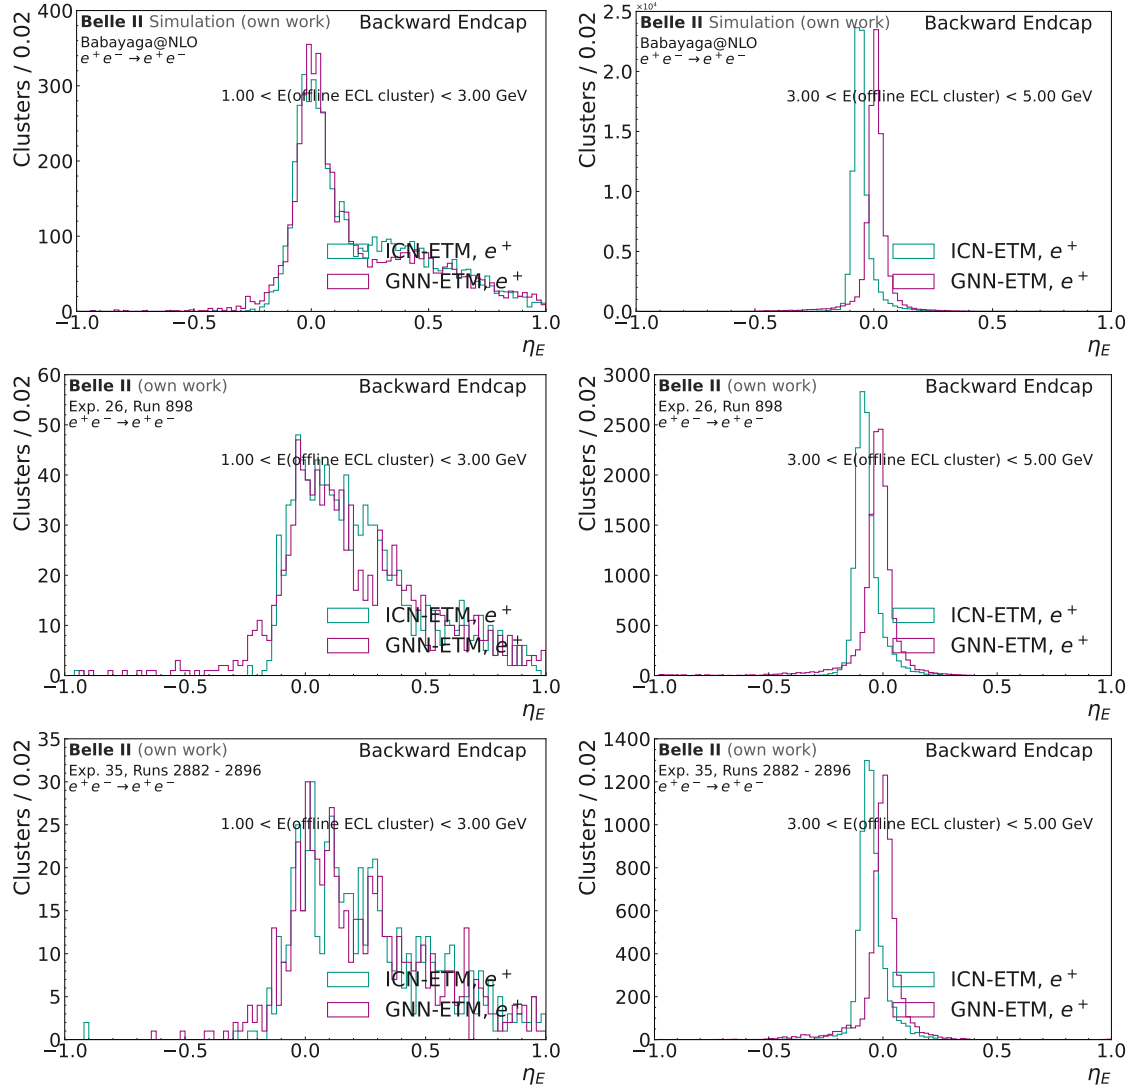 Belle II Simulation (own work)
Backward Endcap
Babayaga@NLO
e⁺e⁻ → e⁺e⁻
1.00 < E(offline ECL cluster) < 3.00 GeV
ICN-ETM, e⁺
GNN-ETM, e⁺
Clusters / 0.02
400
300
200
100
0
−1.0 −0.5 0.0 0.5 1.0
η_E
×10⁴
Belle II Simulation (own work)
Backward Endcap
Babayaga@NLO
e⁺e⁻ → e⁺e⁻
3.00 < E(offline ECL cluster) < 5.00 GeV
ICN-ETM, e⁺
GNN-ETM, e⁺
Clusters / 0.02
2.5
2.0
1.5
1.0
0.5
0.0
−1.0 −0.5 0.0 0.5 1.0
η_E
Belle II (own work)
Backward Endcap
Exp. 26, Run 898
e⁺e⁻ → e⁺e⁻
1.00 < E(offline ECL cluster) < 3.00 GeV
ICN-ETM, e⁺
GNN-ETM, e⁺
Clusters / 0.02
60
50
40
30
20
10
0
−1.0 −0.5 0.0 0.5 1.0
η_E
Belle II (own work)
Backward Endcap
Exp. 26, Run 898
e⁺e⁻ → e⁺e⁻
3.00 < E(offline ECL cluster) < 5.00 GeV
ICN-ETM, e⁺
GNN-ETM, e⁺
Clusters / 0.02
3000
2500
2000
1500
1000
500
0
−1.0 −0.5 0.0 0.5 1.0
η_E
Belle II (own work)
Backward Endcap
Exp. 35, Runs 2882 - 2896
e⁺e⁻ → e⁺e⁻
1.00 < E(offline ECL cluster) < 3.00 GeV
ICN-ETM, e⁺
GNN-ETM, e⁺
Clusters / 0.02
35
30
25
20
15
10
5
0
−1.0 −0.5 0.0 0.5 1.0
η_E
Belle II (own work)
Backward Endcap
Exp. 35, Runs 2882 - 2896
e⁺e⁻ → e⁺e⁻
3.00 < E(offline ECL cluster) < 5.00 GeV
ICN-ETM, e⁺
GNN-ETM, e⁺
Clusters / 0.02
1400
1200
1000
800
600
400
200
0
−1.0 −0.5 0.0 0.5 1.0
η_E